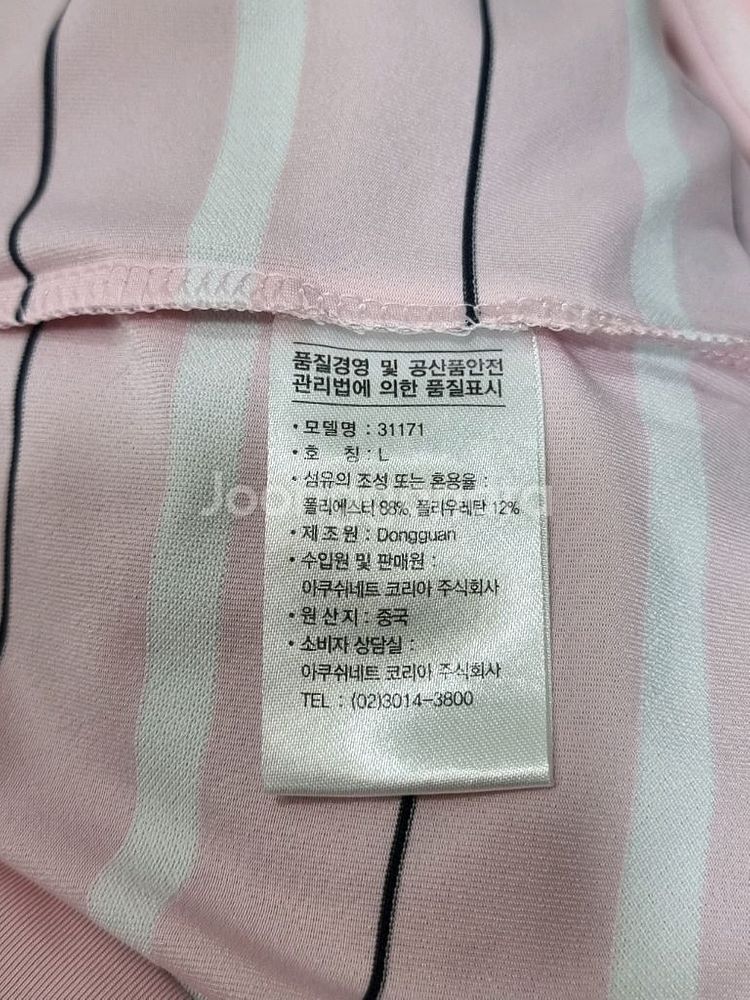 품질경영 및 공산품안전
관리법에 의한 품질표시
• 모델명 : 31171
• 호 칭 : L
• 섬유의 조성 또는 혼용율 :
폴리에스터 88%, 폴리우레탄 12%
• 제조원 : Dongguan
• 수입원 및 판매원 :
아쿠쉬네트 코리아 주식회사
• 원산지 : 중국
• 소비자 상담실 :
아쿠쉬네트 코리아 주식회사
TEL : (02)3014-3800